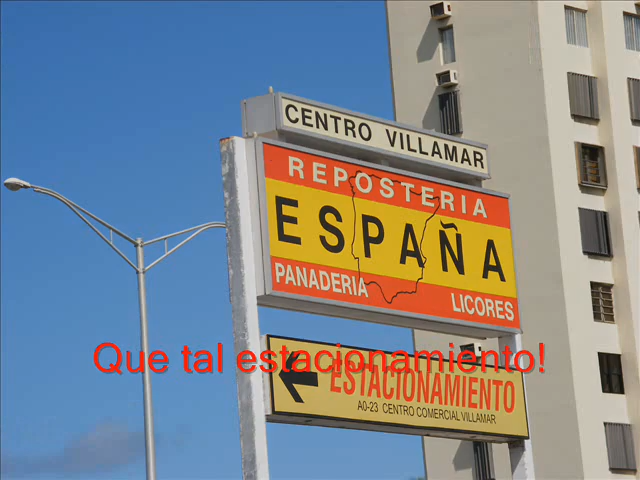 CENTRO VILLAMAR
REPOSTERIA
ESPAÑA
PANADERIA
LICORES
Que tal estacionamiento!
ESTACIONAMIENTO
A0-23 CENTRO COMERCIAL VILLAMAR